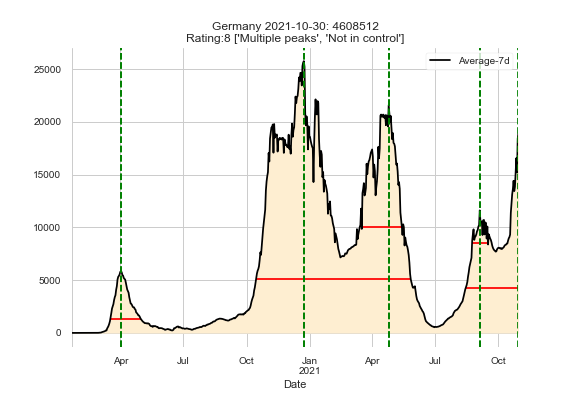 Germany 2021-10-30: 4608512
Rating:8 ['Multiple peaks', 'Not in control']
Average-7d
25000
20000
15000
10000
5000
0
Apr
Jul
Oct
Jan
2021
Apr
Jul
Oct
Date